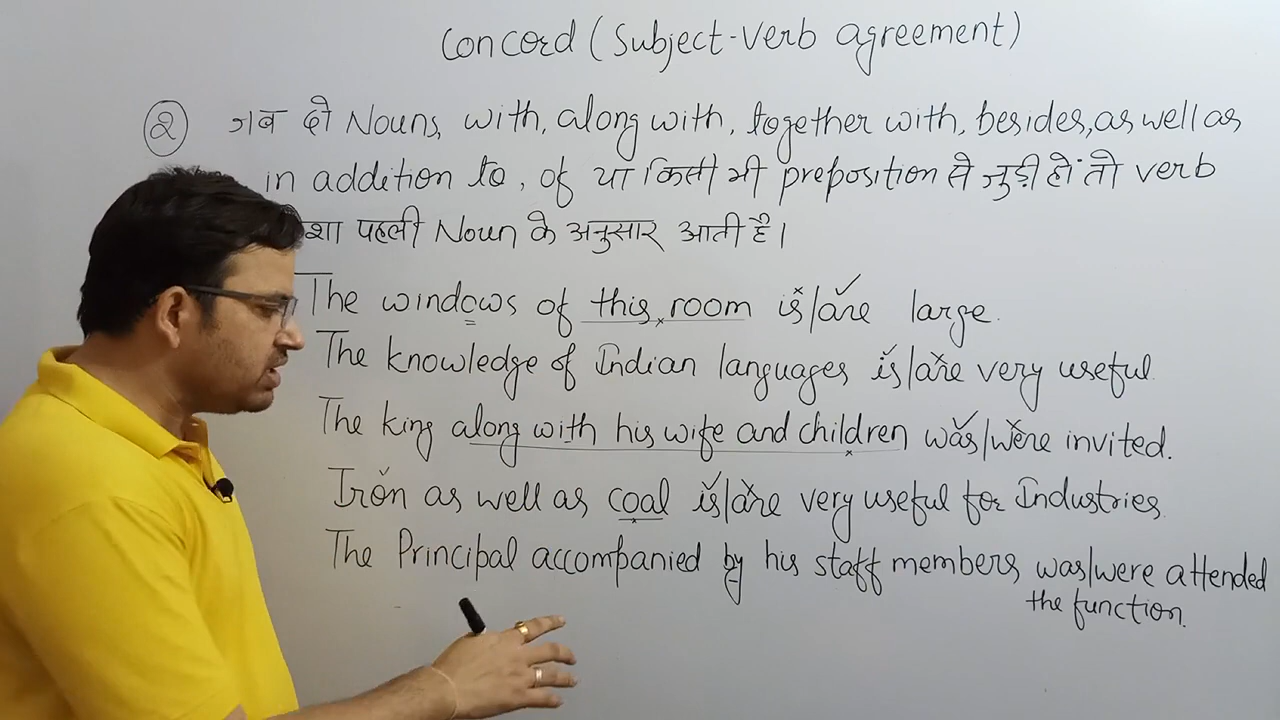 Concord (Subject-Verb agreement)
② जब दो Nouns, with, along with, together with, besides, as well as,
in addition to, of या किसी भी preposition से जुड़ी हों तो verb
शा पहली Noun के अनुसार आती है।
The windows of this room is/are large.
The knowledge of Indian languages is/are very useful.
The king along with his wife and children was/were invited.
Iron as well as coal is/are very useful for Industries.
The Principal accompanied by his staff members was/were attended
the function.